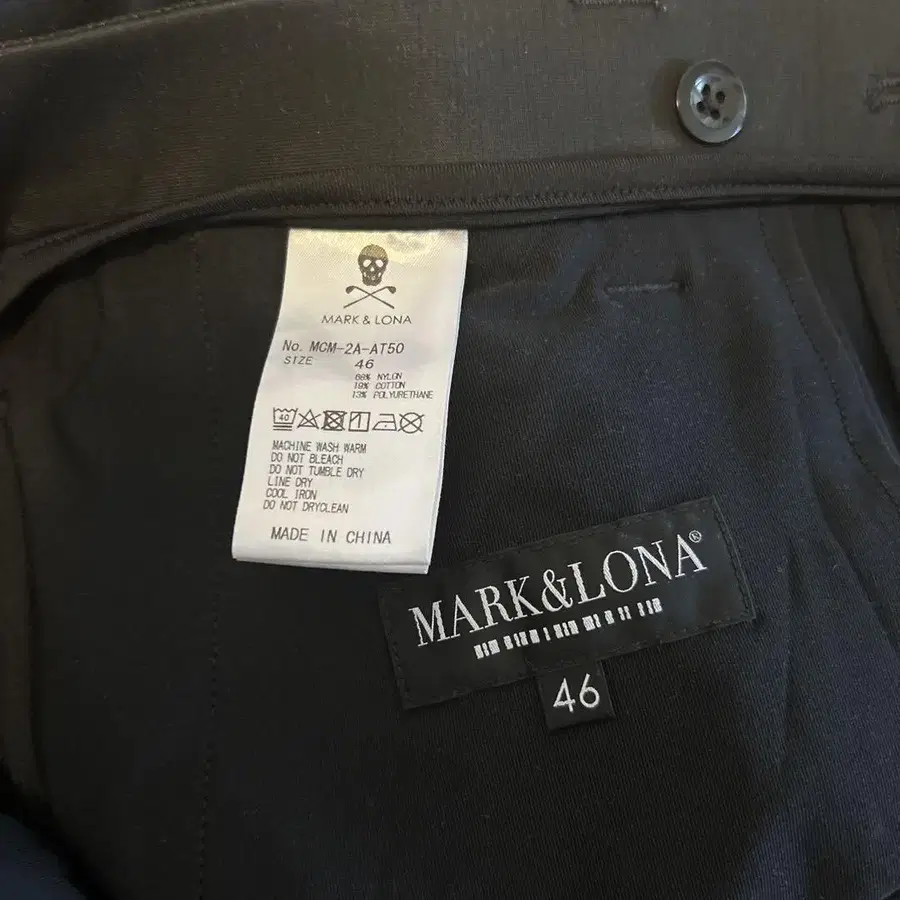 MARK & LONA
No. MCM-2A-AT50
SIZE 46
68% NYLON
19% COTTON
13% POLYURETHANE
40
MACHINE WASH WARM
DO NOT BLEACH
DO NOT TUMBLE DRY
LINE DRY
COOL IRON
DO NOT DRYCLEAN
MADE IN CHINA
MARK&LONA®
46